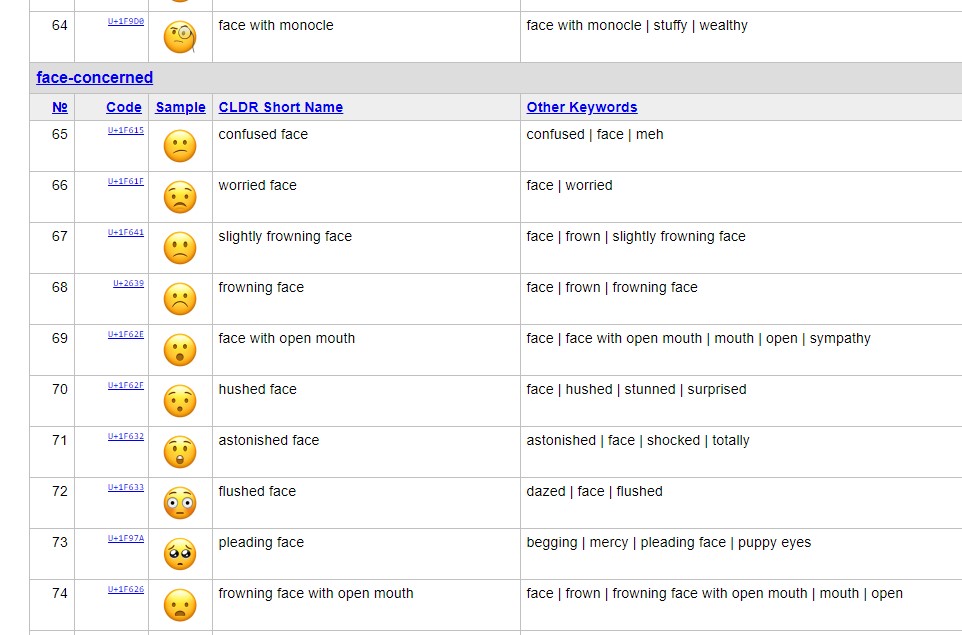 64 U+1F9D0 face with monocle face with monocle | stuffy | wealthy
face-concerned
№ Code Sample CLDR Short Name Other Keywords
65 U+1F615 confused face confused | face | meh
66 U+1F61F worried face face | worried
67 U+1F641 slightly frowning face face | frown | slightly frowning face
68 U+2639 frowning face face | frown | frowning face
69 U+1F62E face with open mouth face | face with open mouth | mouth | open | sympathy
70 U+1F62F hushed face face | hushed | stunned | surprised
71 U+1F632 astonished face astonished | face | shocked | totally
72 U+1F633 flushed face dazed | face | flushed
73 U+1F97A pleading face begging | mercy | pleading face | puppy eyes
74 U+1F626 frowning face with open mouth face | frown | frowning face with open mouth | mouth | open